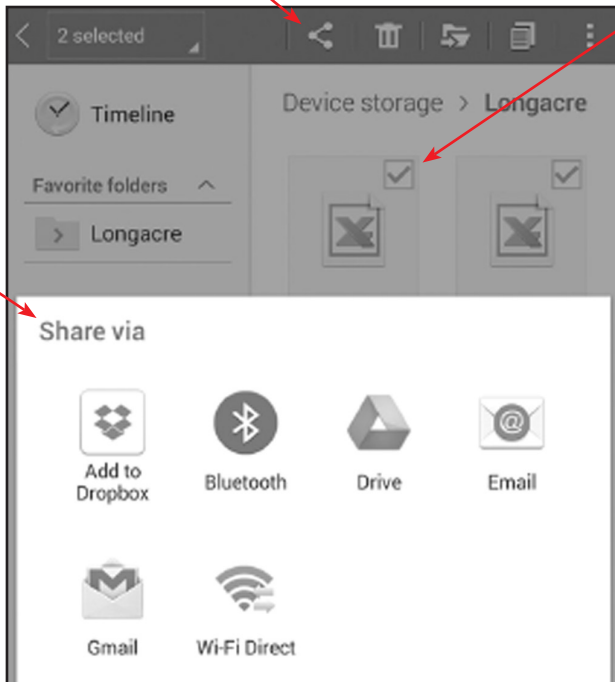 2 selected
Timeline
Device storage > Longacre
Favorite folders
Longacre
Share via
Add to
Dropbox
Bluetooth
Drive
Email
@
Gmail
Wi-Fi Direct